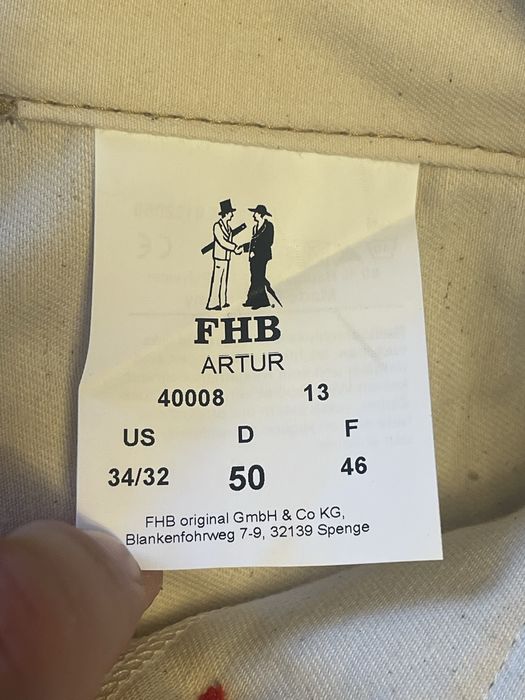 FHB
ARTUR
40008 13
US D F
34/32 50 46
FHB original GmbH & Co KG,
Blankenfohrweg 7-9, 32139 Spenge